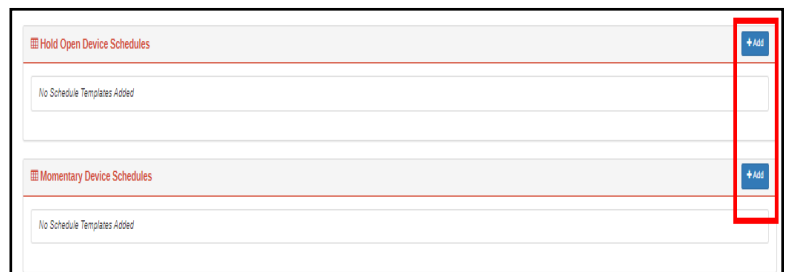 Hold Open Device Schedules
+ Add
No Schedule Templates Added
Momentary Device Schedules
+ Add
No Schedule Templates Added